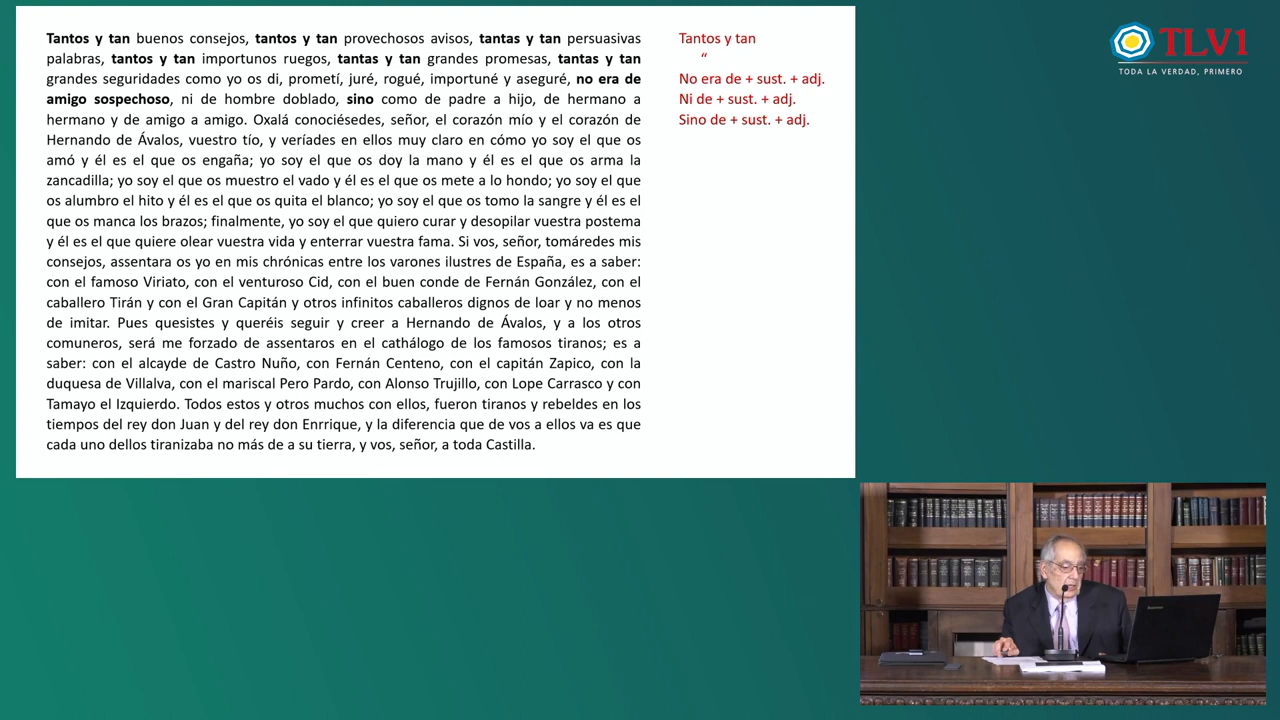 Tantos y tan buenos consejos, tantos y tan provechosos avisos, tantas y tan persuasivas
palabras, tantos y tan importunos ruegos, tantas y tan grandes promesas, tantas y tan
grandes seguridades como yo os di, prometí, juré, rogué, importuné y aseguré, no era de
amigo sospechoso, ni de hombre doblado, sino como de padre a hijo, de hermano a
hermano y de amigo a amigo. Oxalá conociésedes, señor, el corazón mío y el corazón de
Hernando de Ávalos, vuestro tío, y veríades en ellos muy claro en cómo yo soy el que os
amó y él es el que os engaña; yo soy el que os doy la mano y él es el que os arma la
zancadilla; yo soy el que os muestro el vado y él es el que os mete a lo hondo; yo soy el que
os alumbro el hito y él es el que os quita el blanco; yo soy el que os tomo la sangre y él es el
que os manca los brazos; finalmente, yo soy el que quiero curar y desopilar vuestra postema
y él es el que quiere olear vuestra vida y enterrar vuestra fama. Si vos, señor, tomáredes mis
consejos, assentara os yo en mis chrónicas entre los varones ilustres de España, es a saber:
con el famoso Viriato, con el venturoso Cid, con el buen conde de Fernán González, con el
caballero Tirán y con el Gran Capitán y otros infinitos caballeros dignos de loar y no menos
de imitar. Pues quesistes y queréis seguir y creer a Hernando de Ávalos, y a los otros
comuneros, será me forzado de assentaros en el cathálogo de los famosos tiranos; es a
saber: con el alcayde de Castro Nuño, con Fernán Centeno, con el capitán Zapico, con la
duquesa de Villalva, con el mariscal Pero Pardo, con Alonso Trujillo, con Lope Carrasco y con
Tamayo el Izquierdo. Todos estos y otros muchos con ellos, fueron tiranos y rebeldes en los
tiempos del rey don Juan y del rey don Enrrique, y la diferencia que de vos a ellos va es que
cada uno dellos tiranizaba no más de a su tierra, y vos, señor, a toda Castilla.
Tantos y tan
“
No era de + sust. + adj.
Ni de + sust. + adj.
Sino de + sust. + adj.
TLV1
TODA LA VERDAD, PRIMERO